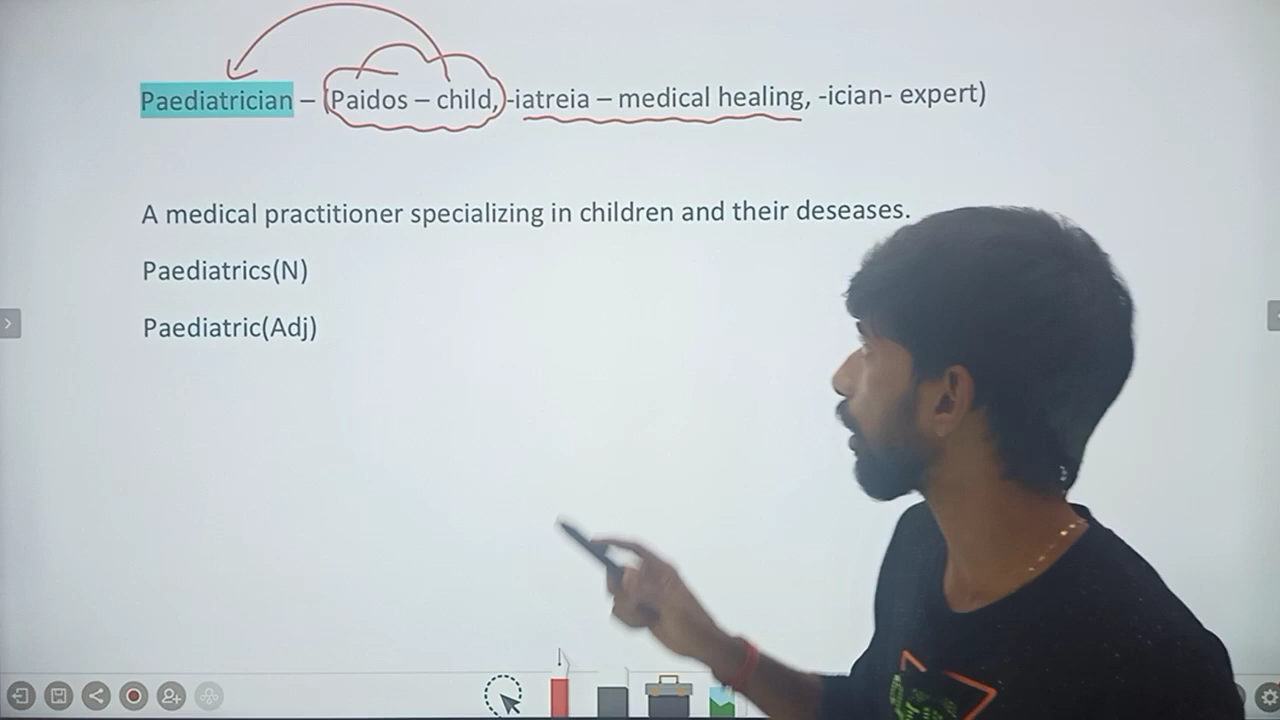 Paediatrician – (Paidos – child, -iatreia – medical healing, -ician- expert)
A medical practitioner specializing in children and their deseases.
Paediatrics(N)
Paediatric(Adj)